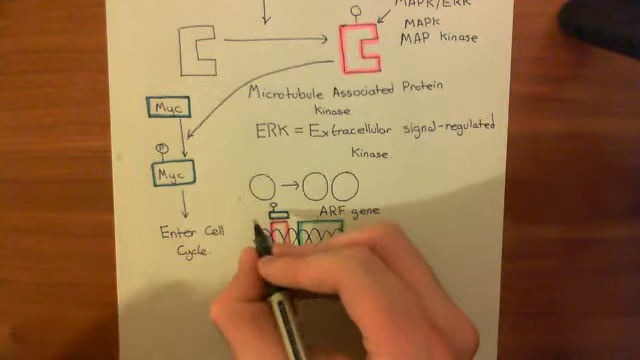 MAPK/ERK
MAPK
MAP Kinase
Microtubule Associated Protein
Kinase
Myc
ERK = Extracellular signal-regulated
Kinase
P
Myc
ARF gene
Enter Cell
Cycle.